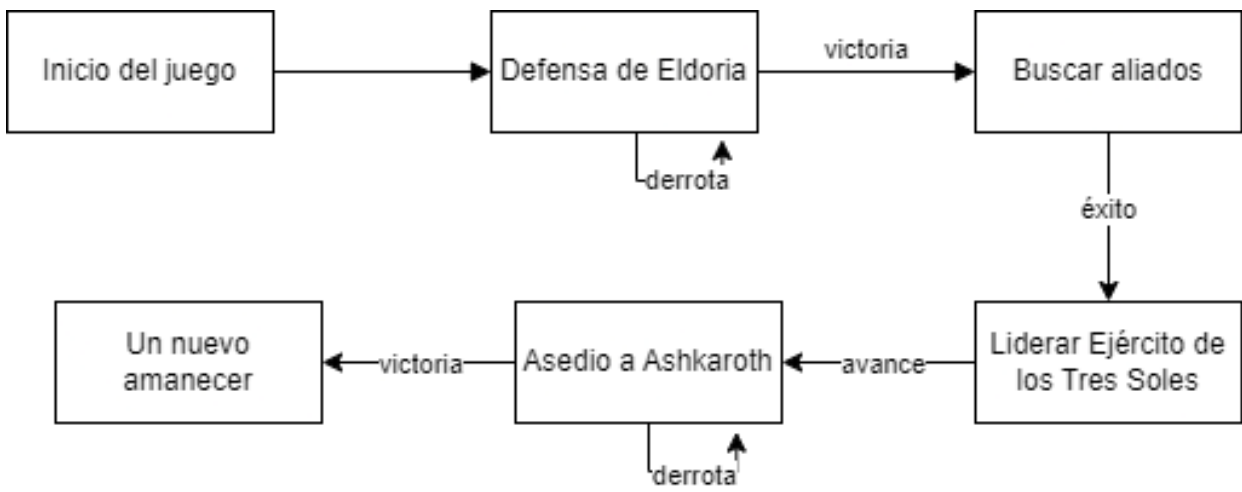 Inicio del juego
Defensa de Eldoria
victoria
Buscar aliados
derrota
éxito
Liderar Ejército de
los Tres Soles
avance
Asedio a Ashkaroth
victoria
Un nuevo
amanecer
derrota